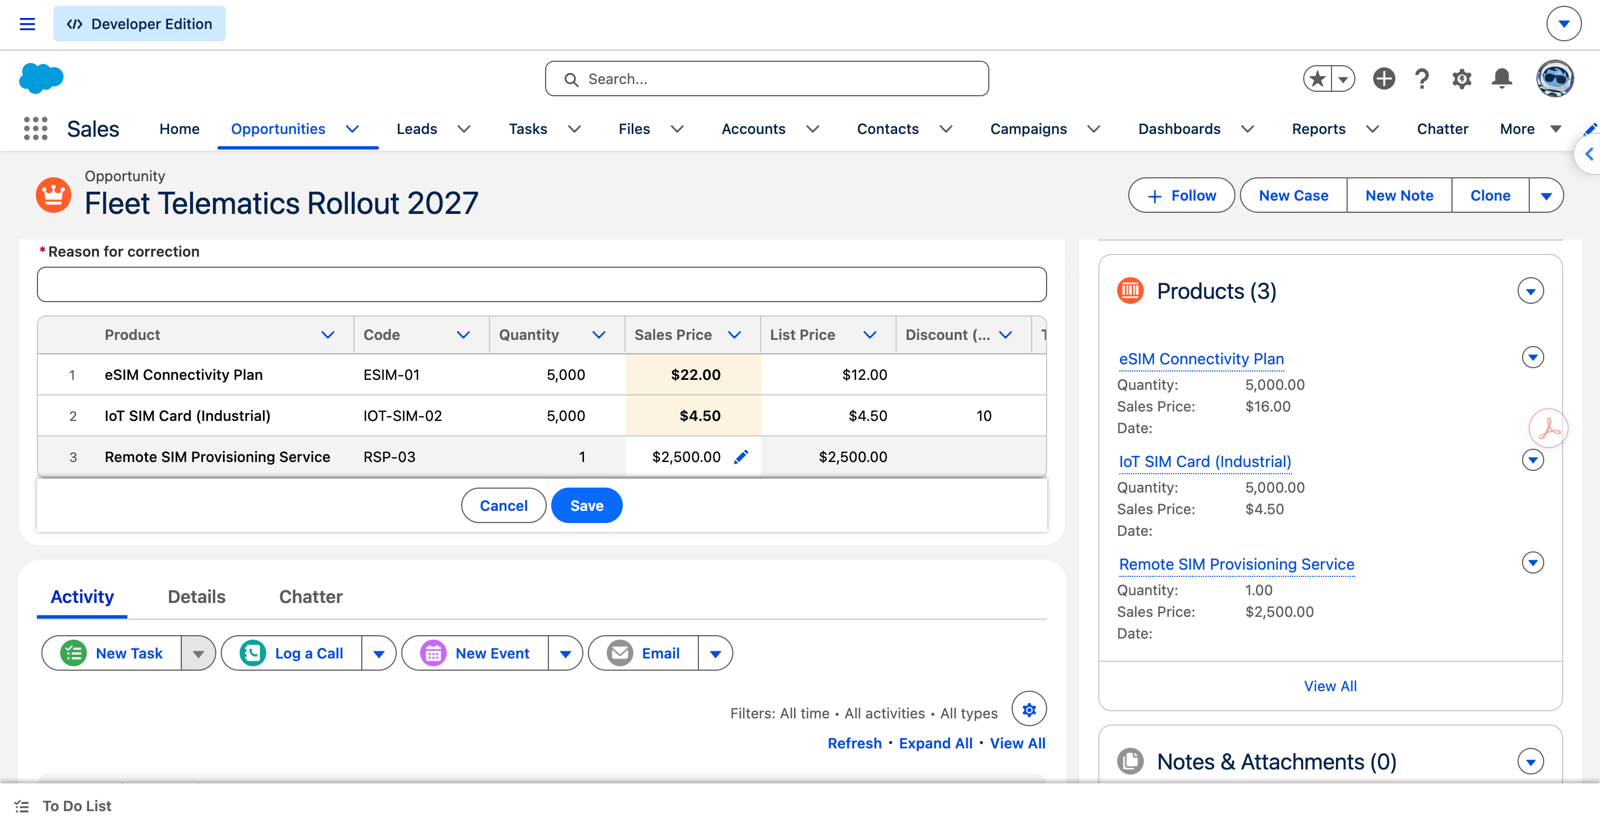 Developer Edition
Search...
Sales Home Opportunities Leads Tasks Files Accounts Contacts Campaigns Dashboards Reports Chatter More
Opportunity
Fleet Telematics Rollout 2027
Follow New Case New Note Clone
*Reason for correction
Product Code Quantity Sales Price List Price Discount (...
1 eSIM Connectivity Plan ESIM-01 5,000 $22.00 $12.00
2 IoT SIM Card (Industrial) IOT-SIM-02 5,000 $4.50 $4.50 10
3 Remote SIM Provisioning Service RSP-03 1 $2,500.00 $2,500.00
Cancel Save
Activity Details Chatter
New Task Log a Call New Event Email
Filters: All time • All activities • All types
Refresh • Expand All • View All
Products (3)
eSIM Connectivity Plan
Quantity: 5,000.00
Sales Price: $16.00
Date:
IoT SIM Card (Industrial)
Quantity: 5,000.00
Sales Price: $4.50
Date:
Remote SIM Provisioning Service
Quantity: 1.00
Sales Price: $2,500.00
Date:
View All
Notes & Attachments (0)
To Do List